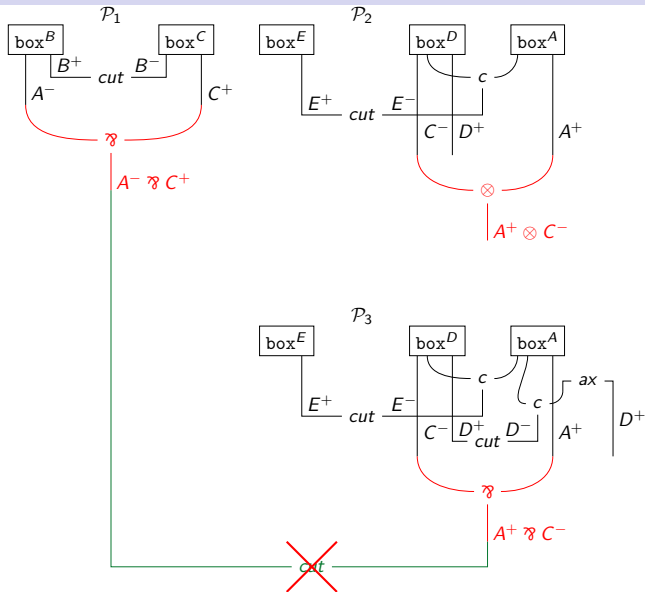 𝒫₁ 𝒫₂
box^B box^C box^E box^D box^A
B⁺ cut B⁻ c
A⁻ C⁺ E⁺ cut E⁻
C⁻ D⁺ A⁺
⅋
A⁻ ⅋ C⁺ ⊗
A⁺ ⊗ C⁻
𝒫₃
box^E box^D box^A
c ax
E⁺ cut E⁻ c
C⁻ D⁺ cut D⁻ A⁺ D⁺
⅋
A⁺ ⅋ C⁻
cut